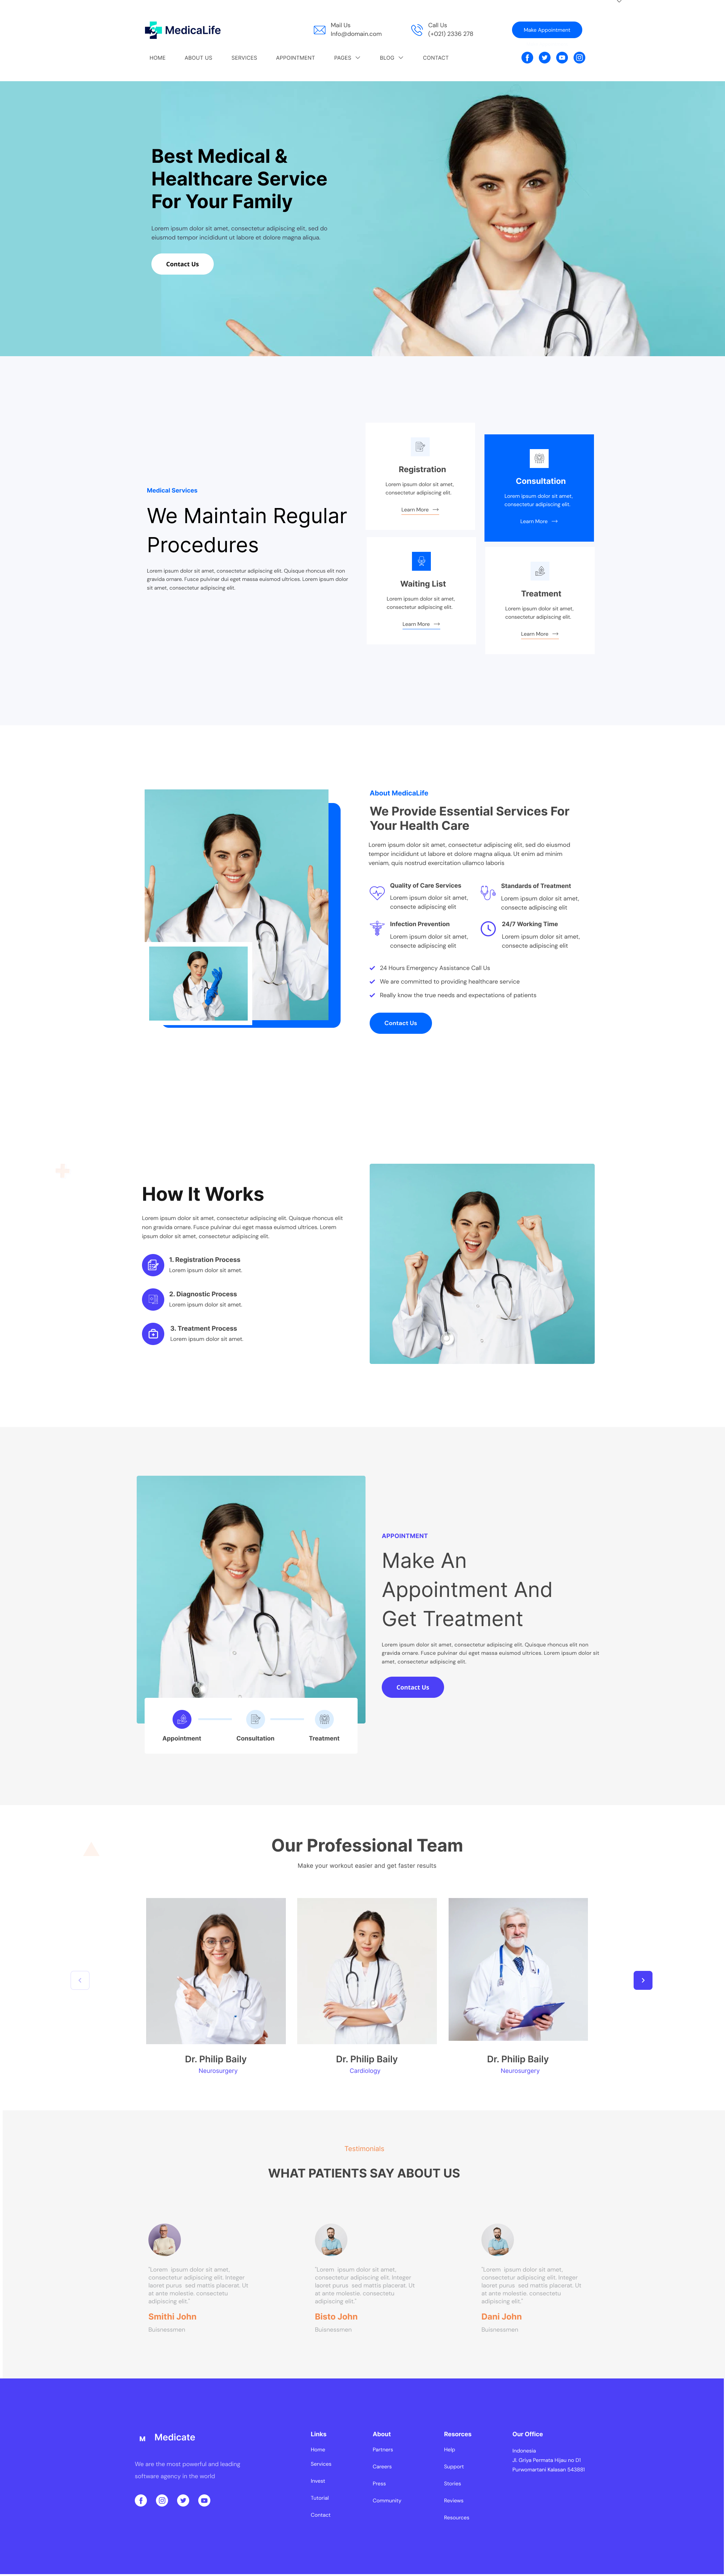 MedicaLife
Mail Us
Info@domain.com
Call Us
(+021) 2336 278
Make Appointment
HOME
ABOUT US
SERVICES
APPOINTMENT
PAGES
BLOG
CONTACT
Best Medical &
Healthcare Service
For Your Family
Lorem ipsum dolor sit amet, consectetur adipiscing elit, sed do
eiusmod tempor incididunt ut labore et dolore magna aliqua.
Contact Us
Medical Services
We Maintain Regular
Procedures
Lorem ipsum dolor sit amet, consectetur adipiscing elit. Quisque rhoncus elit non
gravida ornare. Fusce pulvinar dui eget massa euismod ultrices. Lorem ipsum dolor
sit amet, consectetur adipiscing elit.
Registration
Lorem ipsum dolor sit amet,
consectetur adipiscing elit.
Learn More
Consultation
Lorem ipsum dolor sit amet,
consectetur adipiscing elit.
Learn More
Waiting List
Lorem ipsum dolor sit amet,
consectetur adipiscing elit.
Learn More
Treatment
Lorem ipsum dolor sit amet,
consectetur adipiscing elit.
Learn More
About MedicaLife
We Provide Essential Services For
Your Health Care
Lorem ipsum dolor sit amet, consectetur adipiscing elit, sed do eiusmod
tempor incididunt ut labore et dolore magna aliqua. Ut enim ad minim
veniam, quis nostrud exercitation ullamco laboris
Quality of Care Services
Lorem ipsum dolor sit amet,
consecte adipiscing elit
Standards of Treatment
Lorem ipsum dolor sit amet,
consecte adipiscing elit
Infection Prevention
Lorem ipsum dolor sit amet,
consecte adipiscing elit
24/7 Working Time
Lorem ipsum dolor sit amet,
consecte adipiscing elit
24 Hours Emergency Assistance Call Us
We are committed to providing healthcare service
Really know the true needs and expectations of patients
Contact Us
How It Works
Lorem ipsum dolor sit amet, consectetur adipiscing elit. Quisque rhoncus elit
non gravida ornare. Fusce pulvinar dui eget massa euismod ultrices. Lorem
ipsum dolor sit amet, consectetur adipiscing elit.
1. Registration Process
Lorem ipsum dolor sit amet.
2. Diagnostic Process
Lorem ipsum dolor sit amet.
3. Treatment Process
Lorem ipsum dolor sit amet.
Appointment
Consultation
Treatment
APPOINTMENT
Make An
Appointment And
Get Treatment
Lorem ipsum dolor sit amet, consectetur adipiscing elit. Quisque rhoncus elit non
gravida ornare. Fusce pulvinar dui eget massa euismod ultrices. Lorem ipsum dolor sit
amet, consectetur adipiscing elit.
Contact Us
Our Professional Team
Make your workout easier and get faster results
Dr. Philip Baily
Neurosurgery
Dr. Philip Baily
Cardiology
Dr. Philip Baily
Neurosurgery
Testimonials
WHAT PATIENTS SAY ABOUT US
"Lorem ipsum dolor sit amet,
consectetur adipiscing elit. Integer
laoret purus sed mattis placerat. Ut
at ante molestie, consectetu
adipiscing elit."
Smithi John
Buisnessmen
"Lorem ipsum dolor sit amet,
consectetur adipiscing elit. Integer
laoret purus sed mattis placerat. Ut
at ante molestie, consectetu
adipiscing elit."
Bisto John
Buisnessmen
"Lorem ipsum dolor sit amet,
consectetur adipiscing elit. Integer
laoret purus sed mattis placerat. Ut
at ante molestie, consectetu
adipiscing elit."
Dani John
Buisnessmen
M
Medicate
We are the most powerful and leading
software agency in the world
Links
Home
Services
Invest
Tutorial
Contact
About
Partners
Careers
Press
Community
Resorces
Help
Support
Stories
Reviews
Resources
Our Office
Indonesia
Jl. Griya Permata Hijau no D1
Purwomartani Kalasan 543881